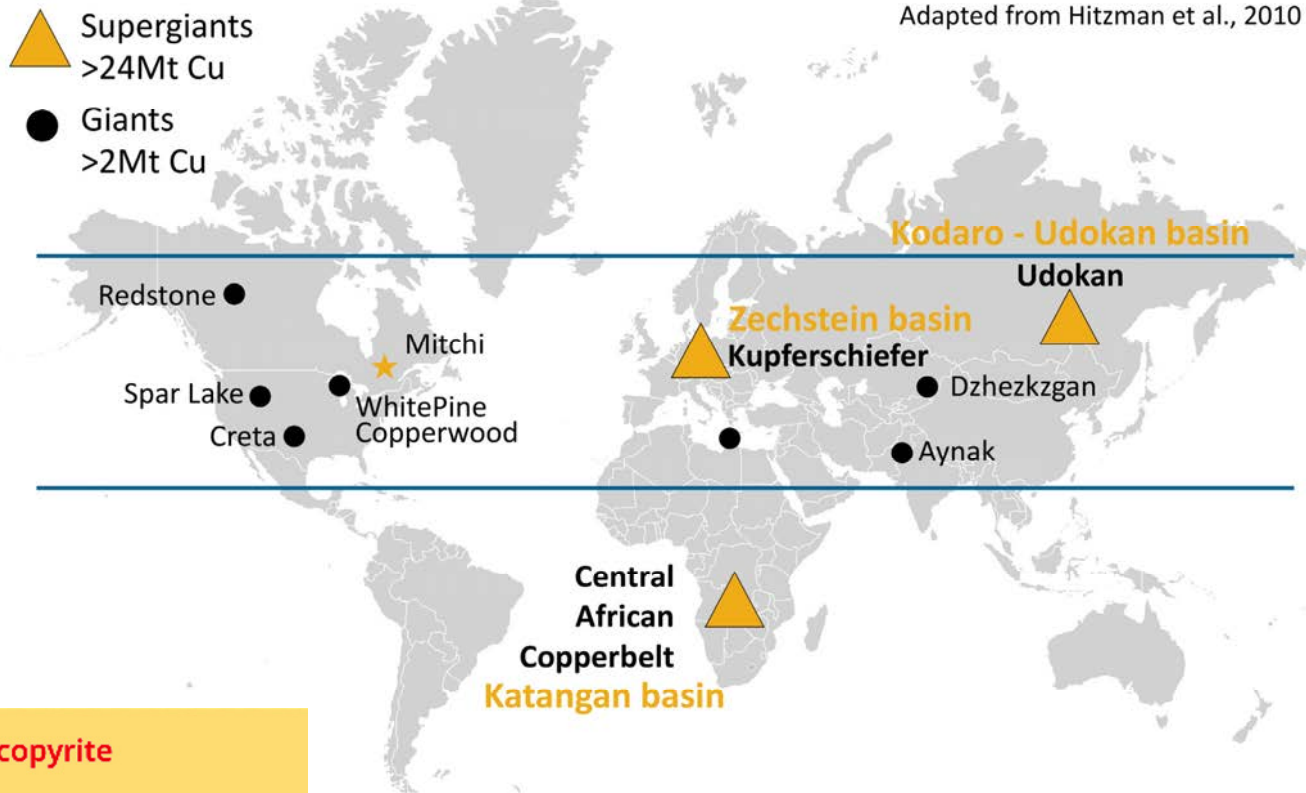 Supergiants
>24Mt Cu
Giants
>2Mt Cu
Adapted from Hitzman et al., 2010
Kodaro - Udokan basin
Udokan
Redstone
Zechstein basin
Kupferschiefer
Mitchi
Spar Lake
WhitePine
Copperwood
Dzhezkzgan
Creta
Aynak
Central
African
Copperbelt
Katangan basin
copyrite